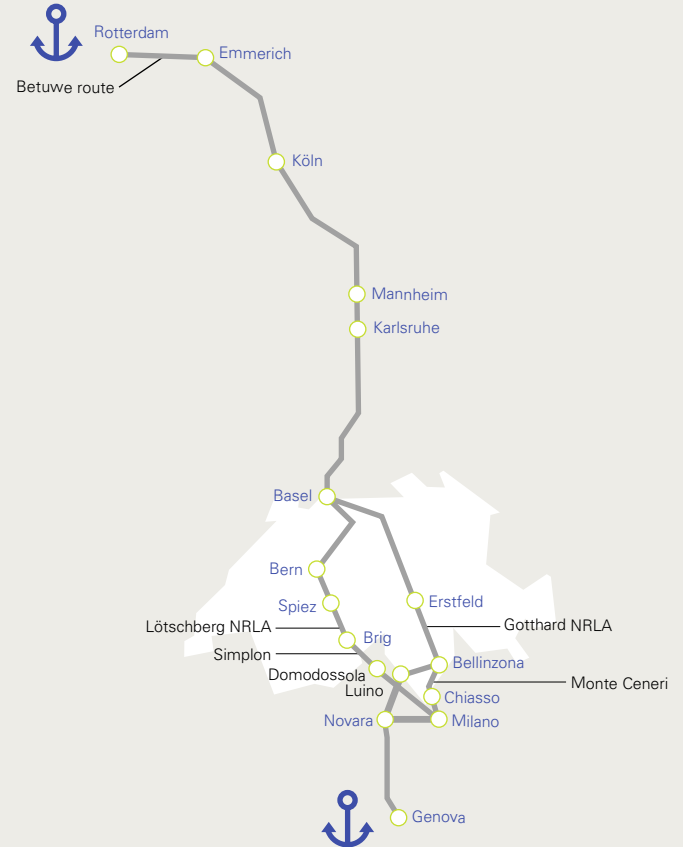 Rotterdam
Emmerich
Betuwe route
Köln
Mannheim
Karlsruhe
Basel
Bern
Spiez
Erstfeld
Lötschberg NRLA
Gotthard NRLA
Brig
Simplon
Bellinzona
Domodossola
Monte Ceneri
Luino
Chiasso
Novara
Milano
Genova